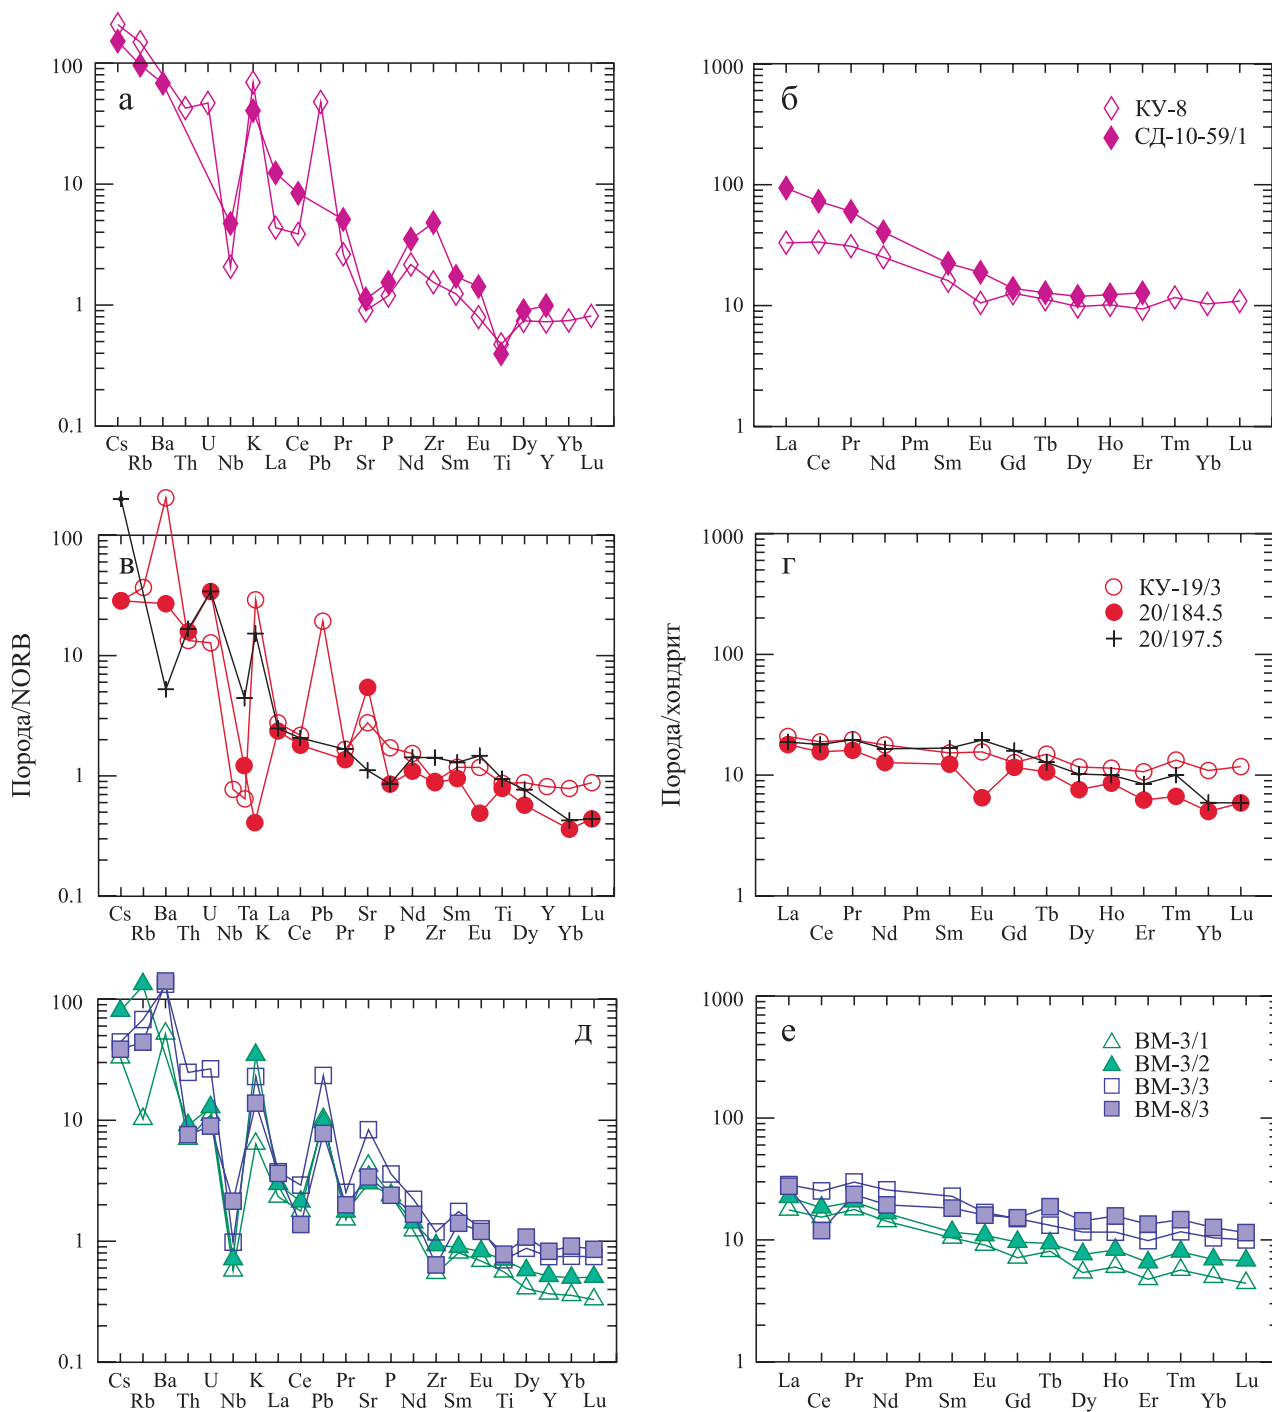 а
100
10
1
0.1
Cs Ba U K Ce Pr P Zr Eu Dy Yb
Rb Th Nb La Pb Sr Nd Sm Ti Y Lu
б
1000
100
10
1
КУ-8
СД-10-59/1
La Pr Pm Eu Tb Ho Tm Lu
Ce Nd Sm Gd Dy Er Yb
Порода/NORB
в
100
10
1
0.1
Cs Ba U Ta La Pb Sr Nd Sm Ti Y Lu
Rb Th Nb K Ce Pr P Zr Eu Dy Yb
Порода/хондрит
г
1000
100
10
1
КУ-19/3
20/184.5
20/197.5
La Pr Pm Eu Tb Ho Tm Lu
Ce Nd Sm Gd Dy Er Yb
д
100
10
1
0.1
Cs Ba U K Ce Pr P Zr Eu Dy Yb
Rb Th Nb La Pb Sr Nd Sm Ti Y Lu
е
1000
100
10
1
ВМ-3/1
ВМ-3/2
ВМ-3/3
ВМ-8/3
La Pr Pm Eu Tb Ho Tm Lu
Ce Nd Sm Gd Dy Er Yb